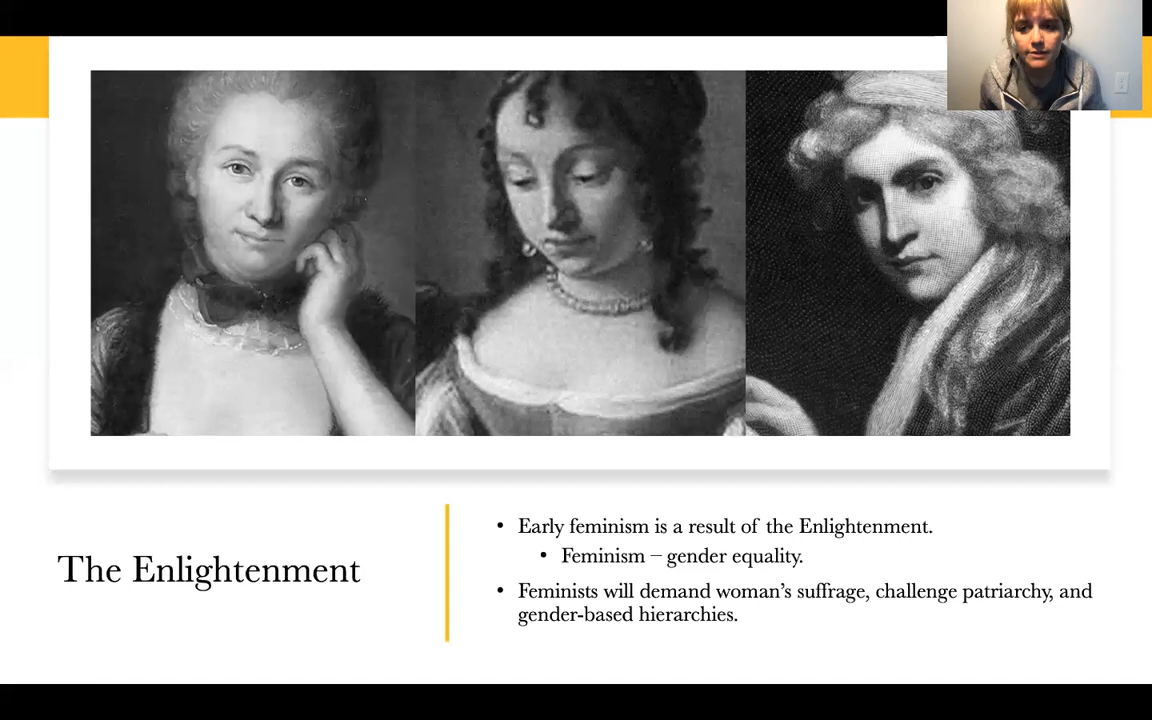 The Enlightenment
• Early feminism is a result of the Enlightenment.
• Feminism – gender equality.
• Feminists will demand woman's suffrage, challenge patriarchy, and
gender-based hierarchies.